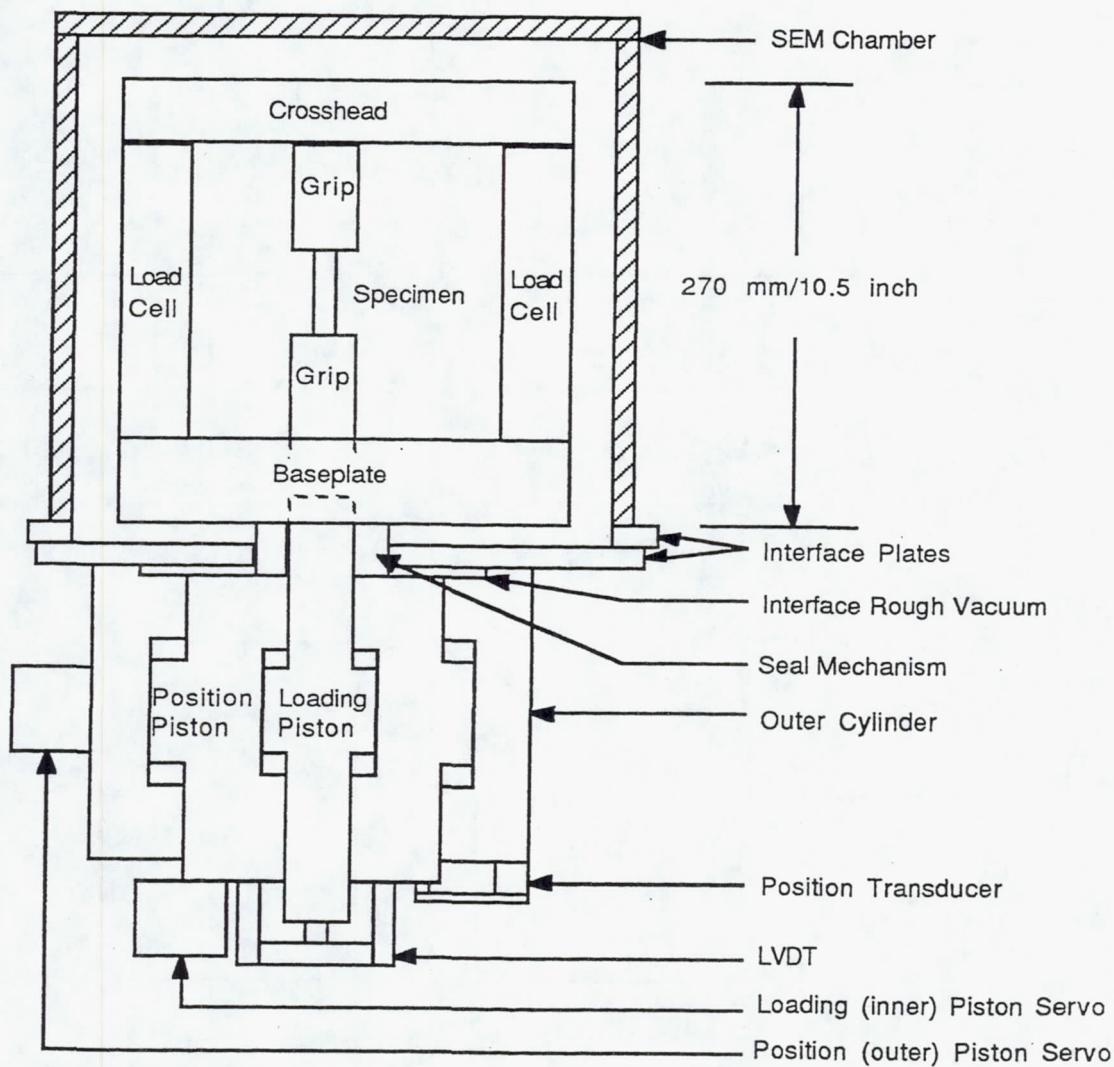 SEM Chamber
Crosshead
Grip
Load
Cell
Specimen
Load
Cell
270 mm/10.5 inch
Grip
Baseplate
Interface Plates
Interface Rough Vacuum
Seal Mechanism
Position
Piston
Loading
Piston
Outer Cylinder
Position Transducer
LVDT
Loading (inner) Piston Servo
Position (outer) Piston Servo